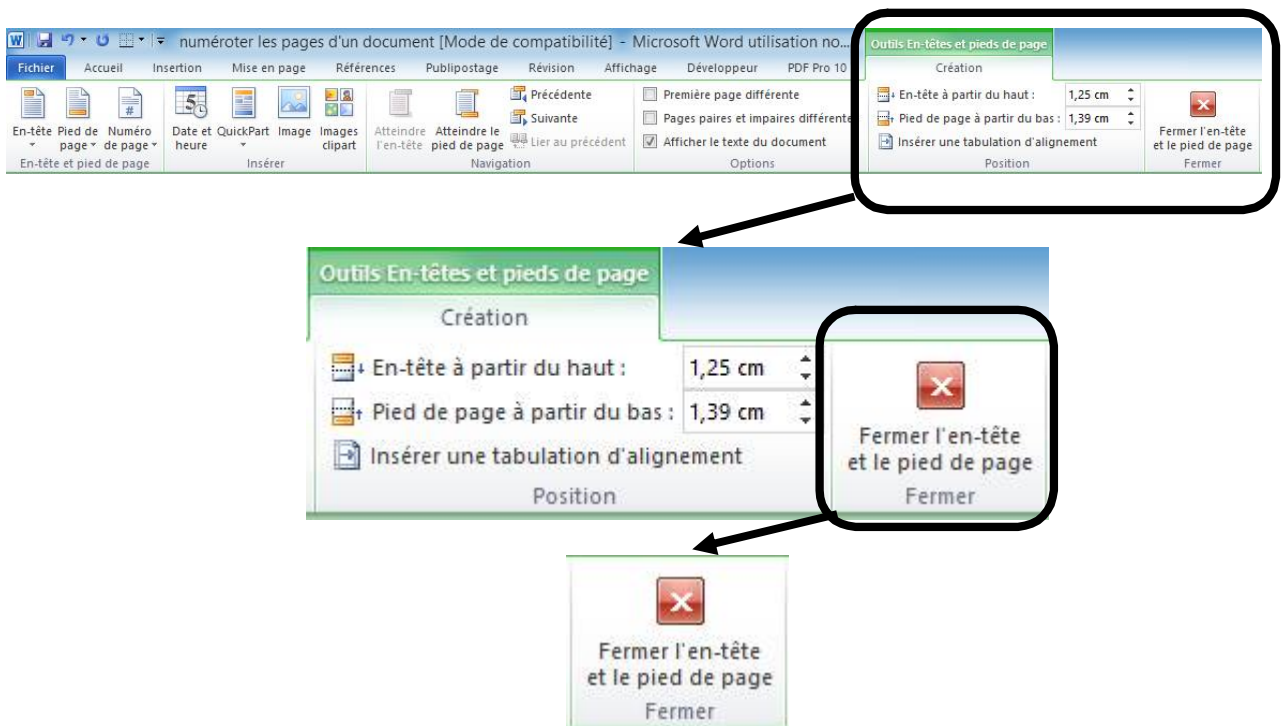 numéroter les pages d'un document [Mode de compatibilité] - Microsoft Word utilisation no...
Outils En-têtes et pieds de page
Fichier Accueil Insertion Mise en page Références Publipostage Révision Affichage Développeur PDF Pro 10 Création
En-tête
Pied de page
Numéro de page
En-tête et pied de page
Date et heure
QuickPart
Image
Images clipart
Insérer
Atteindre l'en-tête
Atteindre le pied de page
Précédente
Suivante
Lier au précédent
Navigation
Première page différente
Pages paires et impaires différente
Afficher le texte du document
Options
En-tête à partir du haut : 1,25 cm
Pied de page à partir du bas : 1,39 cm
Insérer une tabulation d'alignement
Position
Fermer l'en-tête
et le pied de page
Fermer
Outils En-têtes et pieds de page
Création
En-tête à partir du haut : 1,25 cm
Pied de page à partir du bas : 1,39 cm
Insérer une tabulation d'alignement
Position
Fermer l'en-tête
et le pied de page
Fermer
Fermer l'en-tête
et le pied de page
Fermer